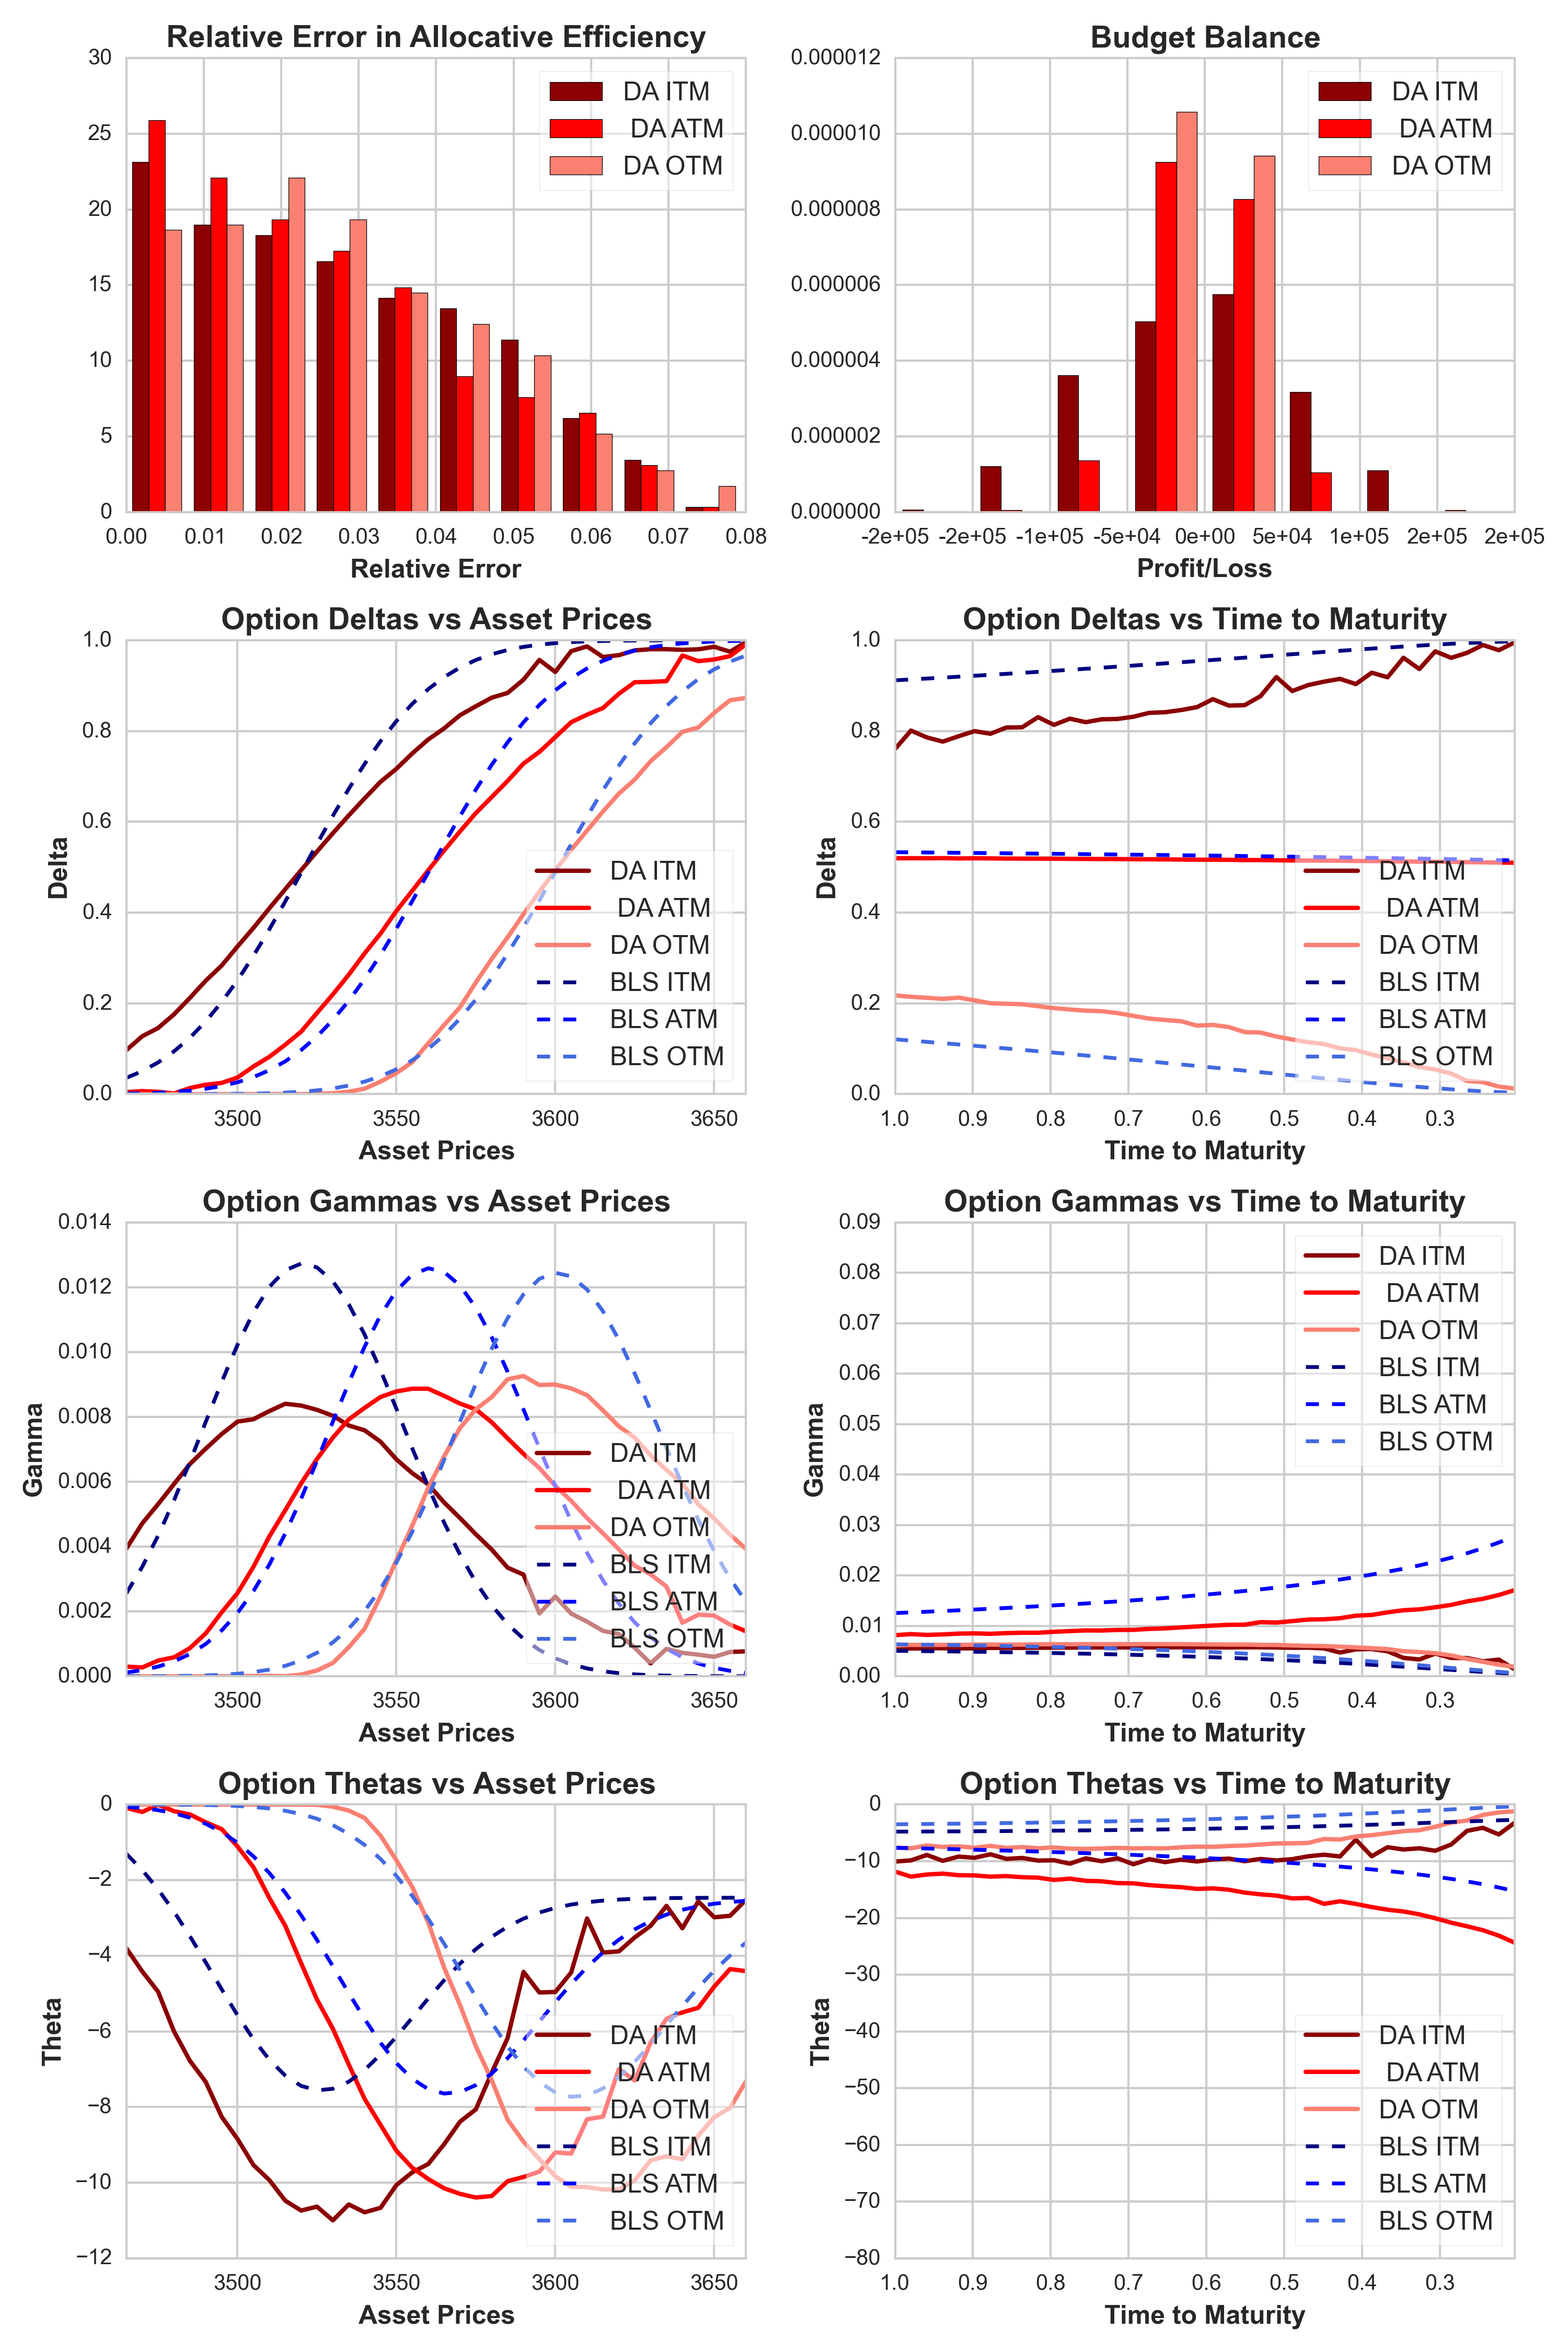 Relative Error in Allocative Efficiency
30
25
20
15
10
5
0
0.00 0.01 0.02 0.03 0.04 0.05 0.06 0.07 0.08
Relative Error
DA ITM
DA ATM
DA OTM
Budget Balance
0.000012
0.000010
0.000008
0.000006
0.000004
0.000002
0.000000
-2e+05 -2e+05 -1e+05 -5e+04 0e+00 5e+04 1e+05 2e+05 2e+05
Profit/Loss
DA ITM
DA ATM
DA OTM
Option Deltas vs Asset Prices
1.0
0.8
0.6
0.4
0.2
0.0
Delta
3500 3550 3600 3650
Asset Prices
DA ITM
DA ATM
DA OTM
BLS ITM
BLS ATM
BLS OTM
Option Deltas vs Time to Maturity
1.0
0.8
0.6
0.4
0.2
0.0
Delta
1.0 0.9 0.8 0.7 0.6 0.5 0.4 0.3
Time to Maturity
DA ITM
DA ATM
DA OTM
BLS ITM
BLS ATM
BLS OTM
Option Gammas vs Asset Prices
0.014
0.012
0.010
0.008
0.006
0.004
0.002
0.000
Gamma
3500 3550 3600 3650
Asset Prices
DA ITM
DA ATM
DA OTM
BLS ITM
BLS ATM
BLS OTM
Option Gammas vs Time to Maturity
0.09
0.08
0.07
0.06
0.05
0.04
0.03
0.02
0.01
0.00
Gamma
1.0 0.9 0.8 0.7 0.6 0.5 0.4 0.3
Time to Maturity
DA ITM
DA ATM
DA OTM
BLS ITM
BLS ATM
BLS OTM
Option Thetas vs Asset Prices
0
−2
−4
−6
−8
−10
−12
Theta
3500 3550 3600 3650
Asset Prices
DA ITM
DA ATM
DA OTM
BLS ITM
BLS ATM
BLS OTM
Option Thetas vs Time to Maturity
0
−10
−20
−30
−40
−50
−60
−70
−80
Theta
1.0 0.9 0.8 0.7 0.6 0.5 0.4 0.3
Time to Maturity
DA ITM
DA ATM
DA OTM
BLS ITM
BLS ATM
BLS OTM